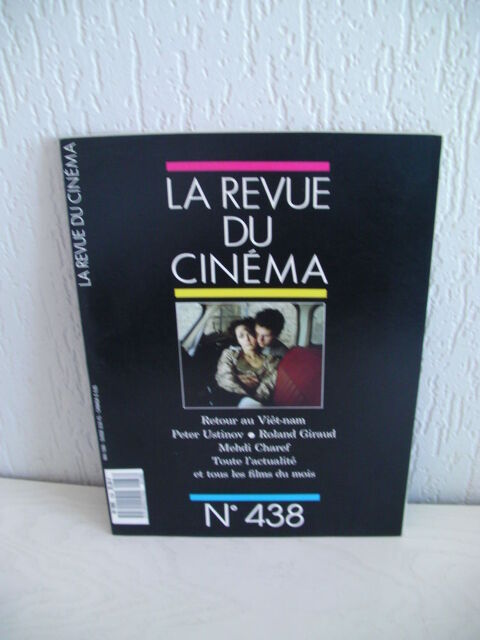 LA REVUE DU CINÉMA
LA REVUE
DU
CINÉMA
Retour au Viêt-nam
Peter Ustinov ● Roland Giraud
Mehdi Charef
Toute l'actualité
et tous les films du mois
N° 438